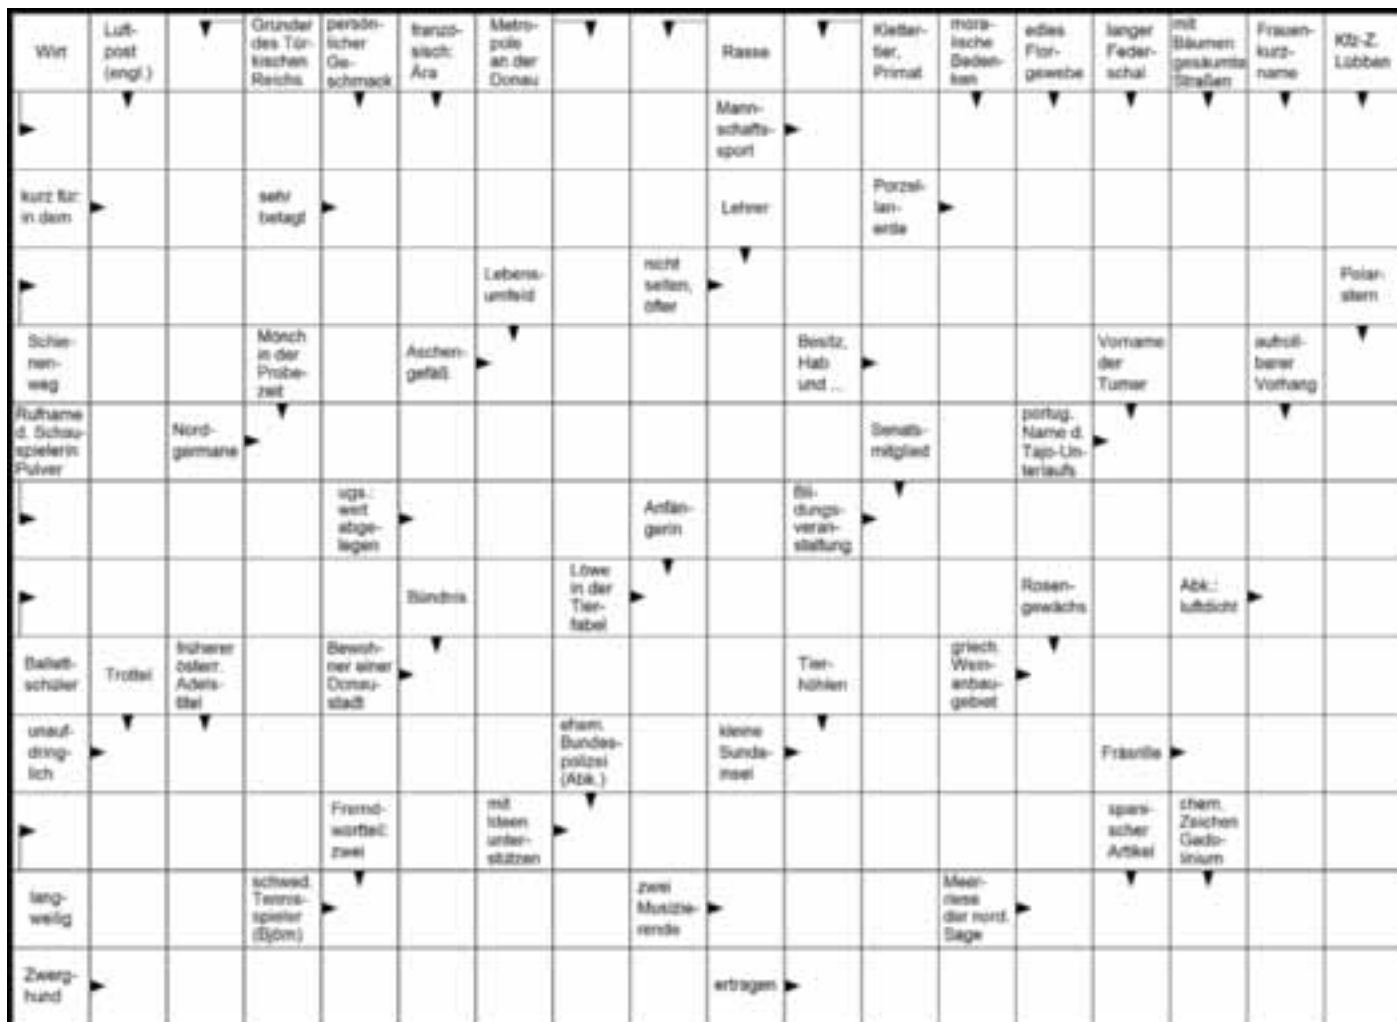 Wirt
Luft-
post
(engl.)
Gründer
des Tür-
kischen
Reichs
persön-
licher
Ge-
schmack
franzö-
sisch:
Ära
Metro-
pole
an der
Donau
Rasse
Kletter-
tier,
Primat
mora-
lische
Beden-
ken
edles
Flor-
gewebe
langer
Feder-
schal
mit
Bäumen
gesäumte
Straßen
Frauen-
kurz-
name
Kfz-Z.
Lübben
Mann-
schafts-
sport
kurz für:
in dem
sehr
betagt
Lehrer
Porzel-
lan-
erde
Lebens-
umfeld
nicht
selten,
öfter
Polar-
stern
Schie-
nen-
weg
Mönch
in der
Probe-
zeit
Aschen-
gefäß
Besitz,
Hab
und ...
Vorname
der
Turner
aufroll-
barer
Vorhang
Rufname
d. Schau-
spielerin
Pulver
Nord-
germane
Senats-
mitglied
portug.
Name d.
Tajo-Un-
terlaufs
ugs.:
weit
abge-
legen
Anfän-
gerin
Bil-
dungs-
veran-
staltung
Bündnis
Löwe
in der
Tier-
fabel
Rosen-
gewächs
Abk.:
luftdicht
Ballett-
schüler
Trottel
früherer
österr.
Adels-
titel
Bewoh-
ner einer
Donau-
stadt
Tier-
höhlen
griech.
Wein-
anbau-
gebiet
unauf-
dring-
lich
ehem.
Bundes-
polizei
(Abk.)
kleine
Sunda-
insel
Fräsrille
Fremd-
wortteil:
zwei
mit
Ideen
unter-
stützen
spani-
scher
Artikel
chem.
Zeichen
Gado-
linium
lang-
weilig
schwed.
Tennis-
spieler
(Björn)
zwei
Musizie-
rende
Meer-
riese
der nord.
Sage
Zwerg-
hund
ertragen